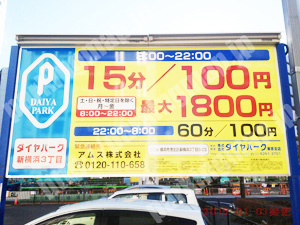 P
DAIYA PARK
ダイヤパーク
新横浜3丁目
8:00〜22:00
15分／100円
土・日・祝・特定日を除く
月〜金
8:00〜22:00
最大1800円
22:00〜8:00
60分／100円
アムス株式会社
0120-110-658
ダイヤパーク